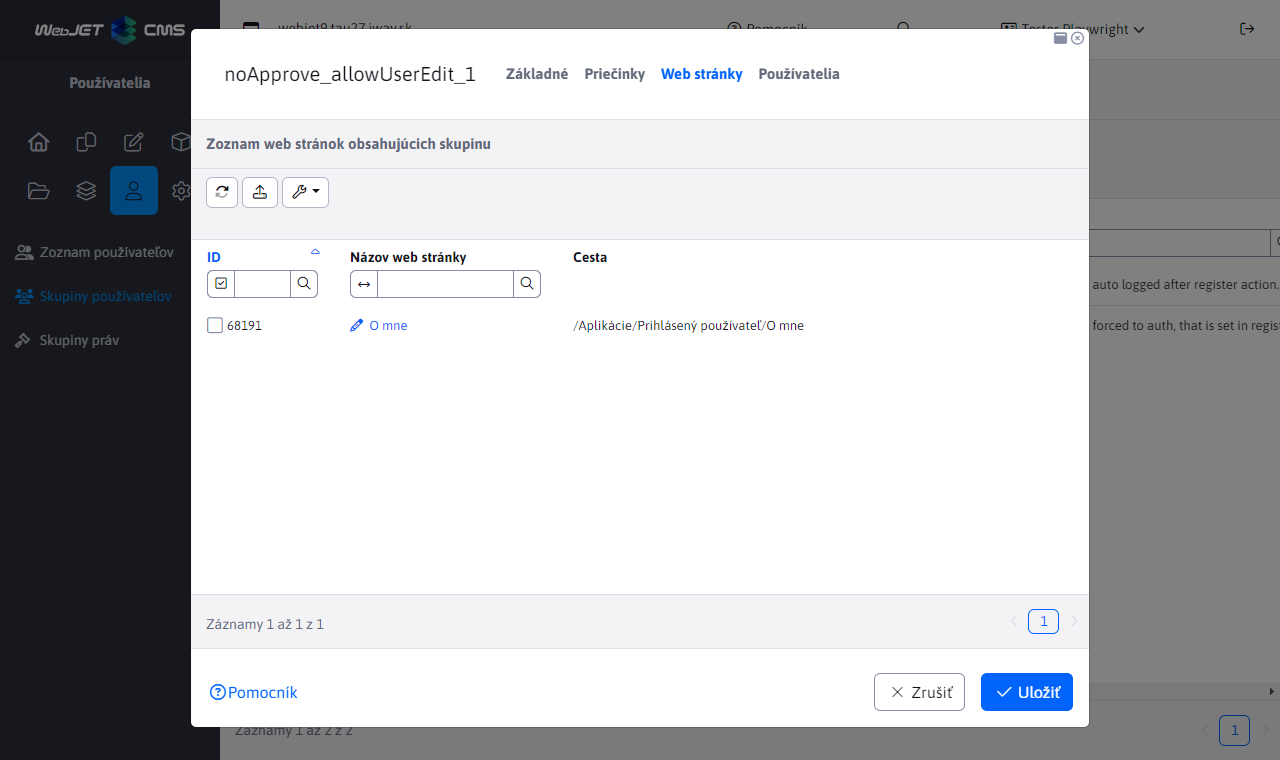 WebJET CMS
webjet9.tau27.iway.sk
Pomocník
Tester Playwright
Používatelia
Zoznam používateľov
Skupiny používateľov
Skupiny práv
noApprove_allowUserEdit_1
Základné
Priečinky
Web stránky
Používatelia
Zoznam web stránok obsahujúcich skupinu
ID
Názov web stránky
Cesta
68191
O mne
/Aplikácie/Prihlásený používateľ/O mne
auto logged after register action.
forced to auth, that is set in regis
Záznamy 1 až 1 z 1
1
Pomocník
Zrušiť
Uložiť
Záznamy 1 až 2 z 2
1